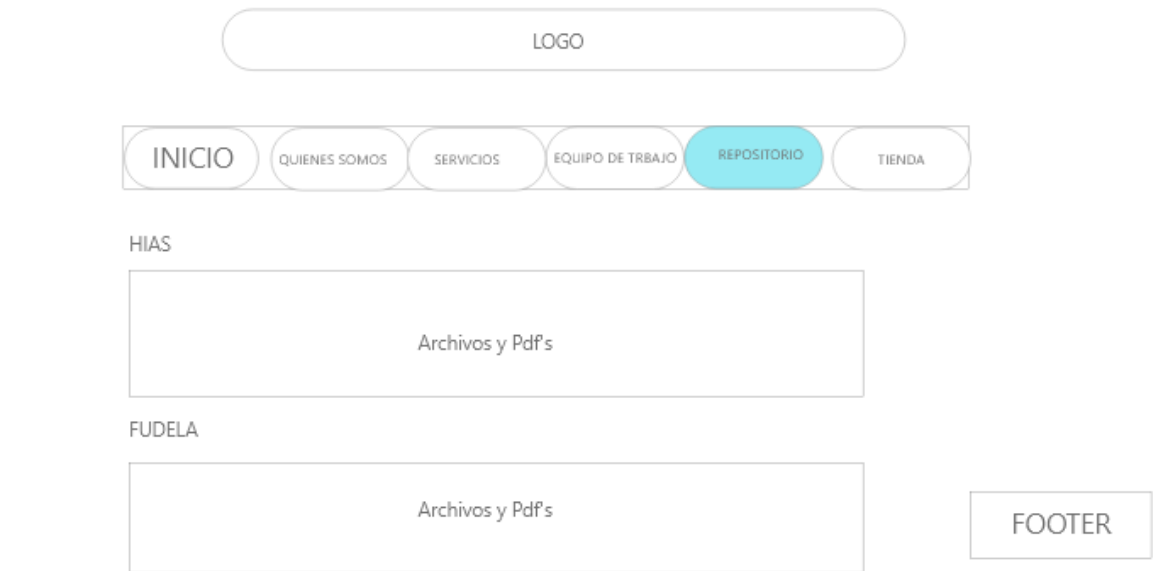 LOGO
INICIO
QUIENES SOMOS
SERVICIOS
EQUIPO DE TRBAJO
REPOSITORIO
TIENDA
HIAS
Archivos y Pdf's
FUDELA
Archivos y Pdf's
FOOTER